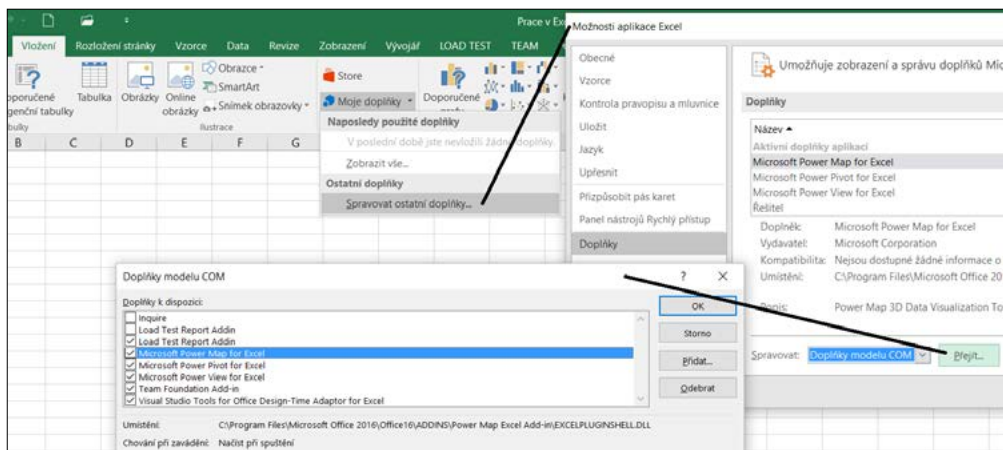 Prace v Ex
Vložení Rozložení stránky Vzorce Data Revize Zobrazení Vývojář LOAD TEST TEAM
Obrazce
SmartArt
Snímek obrazovky
Tabulka
Obrázky
Online
obrázky
Ilustrace
Store
Moje doplňky
Doporučené
B C D E F G
Naposledy použité doplňky
V poslední době jste nevložili žádné doplňky.
Zobrazit vše...
Ostatní doplňky
Spravovat ostatní doplňky...
Možnosti aplikace Excel
Obecné
Vzorce
Kontrola pravopisu a mluvnice
Uložit
Jazyk
Upřesnit
Přizpůsobit pás karet
Panel nástrojů Rychlý přístup
Doplňky
Umožňuje zobrazení a správu doplňků Mic
Doplňky
Název
Aktivní doplňky aplikací
Microsoft Power Map for Excel
Microsoft Power Pivot for Excel
Microsoft Power View for Excel
Řešitel
Doplněk: Microsoft Power Map for Excel
Vydavatel: Microsoft Corporation
Kompatibilita: Nejsou dostupné žádné informace o
Umístění: C:\Program Files\Microsoft Office 20
Popis: Power Map 3D Data Visualization To
Spravovat: Doplňky modelu COM Přejít...
Doplňky modelu COM
Doplňky k dispozici:
Inquire
Load Test Report Addin
Load Test Report Addin
Microsoft Power Map for Excel
Microsoft Power Pivot for Excel
Microsoft Power View for Excel
Team Foundation Add-in
Visual Studio Tools for Office Design-Time Adaptor for Excel
OK
Storno
Přidat...
Odebrat
Umístění: C:\Program Files\Microsoft Office 2016\Office16\ADDINS\Power Map Excel Add-in\EXCELPLUGINSHELL.DLL
Chování při zavádění: Načíst při spuštění